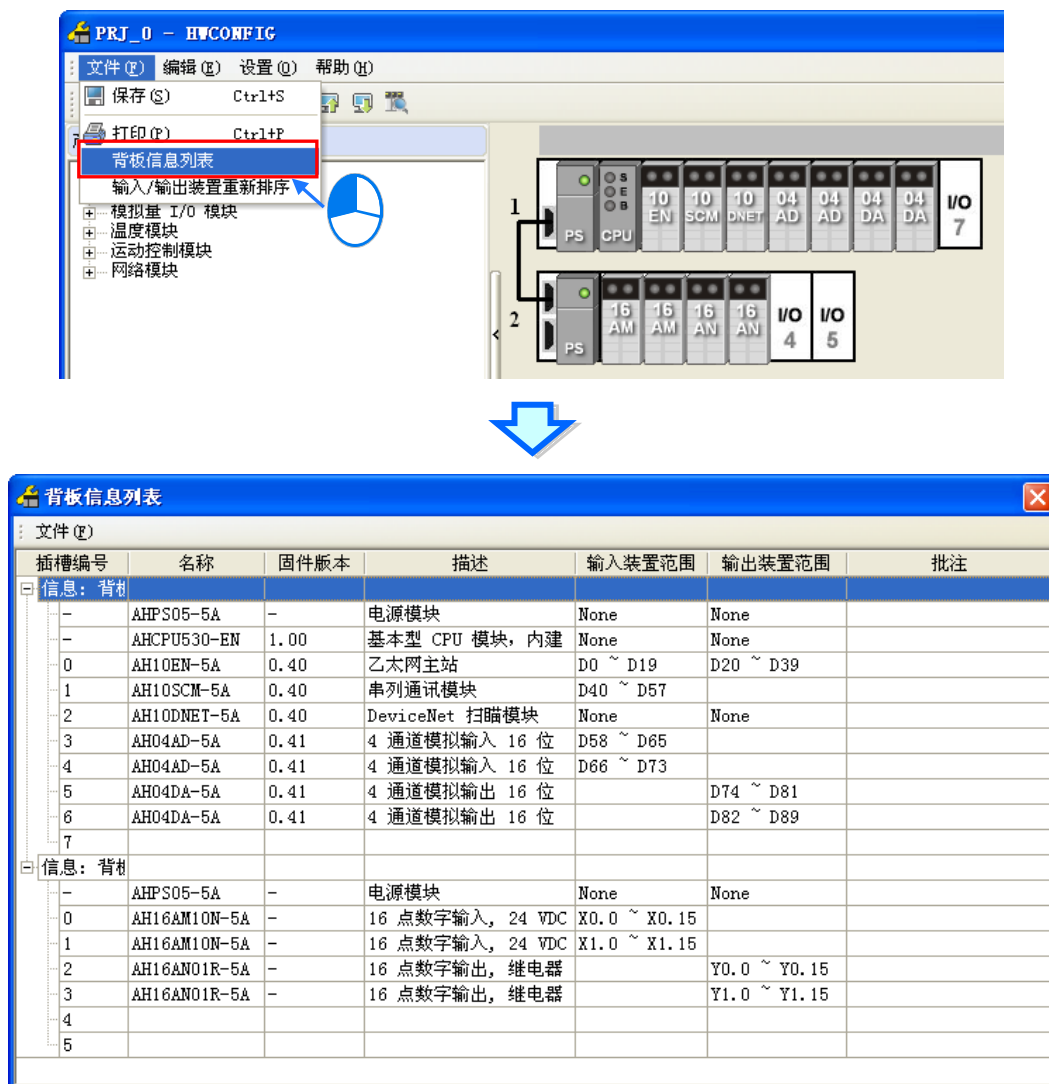 PRJ_0 - HWCONFIG
文件(F) 编辑(E) 设置(O) 帮助(H)
保存(S) Ctrl+S
打印(P) Ctrl+P
背板信息列表
输入/输出装置重新排序
模拟量 I/O 模块
温度模块
运动控制模块
网络模块
1
PS
S
E
B
CPU
10 EN
10 SCM
10 DNET
04 AD
04 AD
04 DA
04 DA
I/O 7
2
PS
16 AM
16 AM
16 AN
16 AN
I/O 4
I/O 5
背板信息列表
文件(F)
插槽编号 名称 固件版本 描述 输入装置范围 输出装置范围 批注
信息: 背
- AHPS05-5A - 电源模块 None None
- AHCPU530-EN 1.00 基本型 CPU 模块，内建 None None
0 AH10EN-5A 0.40 乙太网主站 D0 ~ D19 D20 ~ D39
1 AH10SCM-5A 0.40 串列通讯模块 D40 ~ D57
2 AH10DNET-5A 0.40 DeviceNet 扫瞄模块 None None
3 AH04AD-5A 0.41 4 通道模拟输入 16 位 D58 ~ D65
4 AH04AD-5A 0.41 4 通道模拟输入 16 位 D66 ~ D73
5 AH04DA-5A 0.41 4 通道模拟输出 16 位 D74 ~ D81
6 AH04DA-5A 0.41 4 通道模拟输出 16 位 D82 ~ D89
7
信息: 背
- AHPS05-5A - 电源模块 None None
0 AH16AM10N-5A - 16 点数字输入, 24 VDC X0.0 ~ X0.15
1 AH16AM10N-5A - 16 点数字输入, 24 VDC X1.0 ~ X1.15
2 AH16AN01R-5A - 16 点数字输出, 继电器 Y0.0 ~ Y0.15
3 AH16AN01R-5A - 16 点数字输出, 继电器 Y1.0 ~ Y1.15
4
5